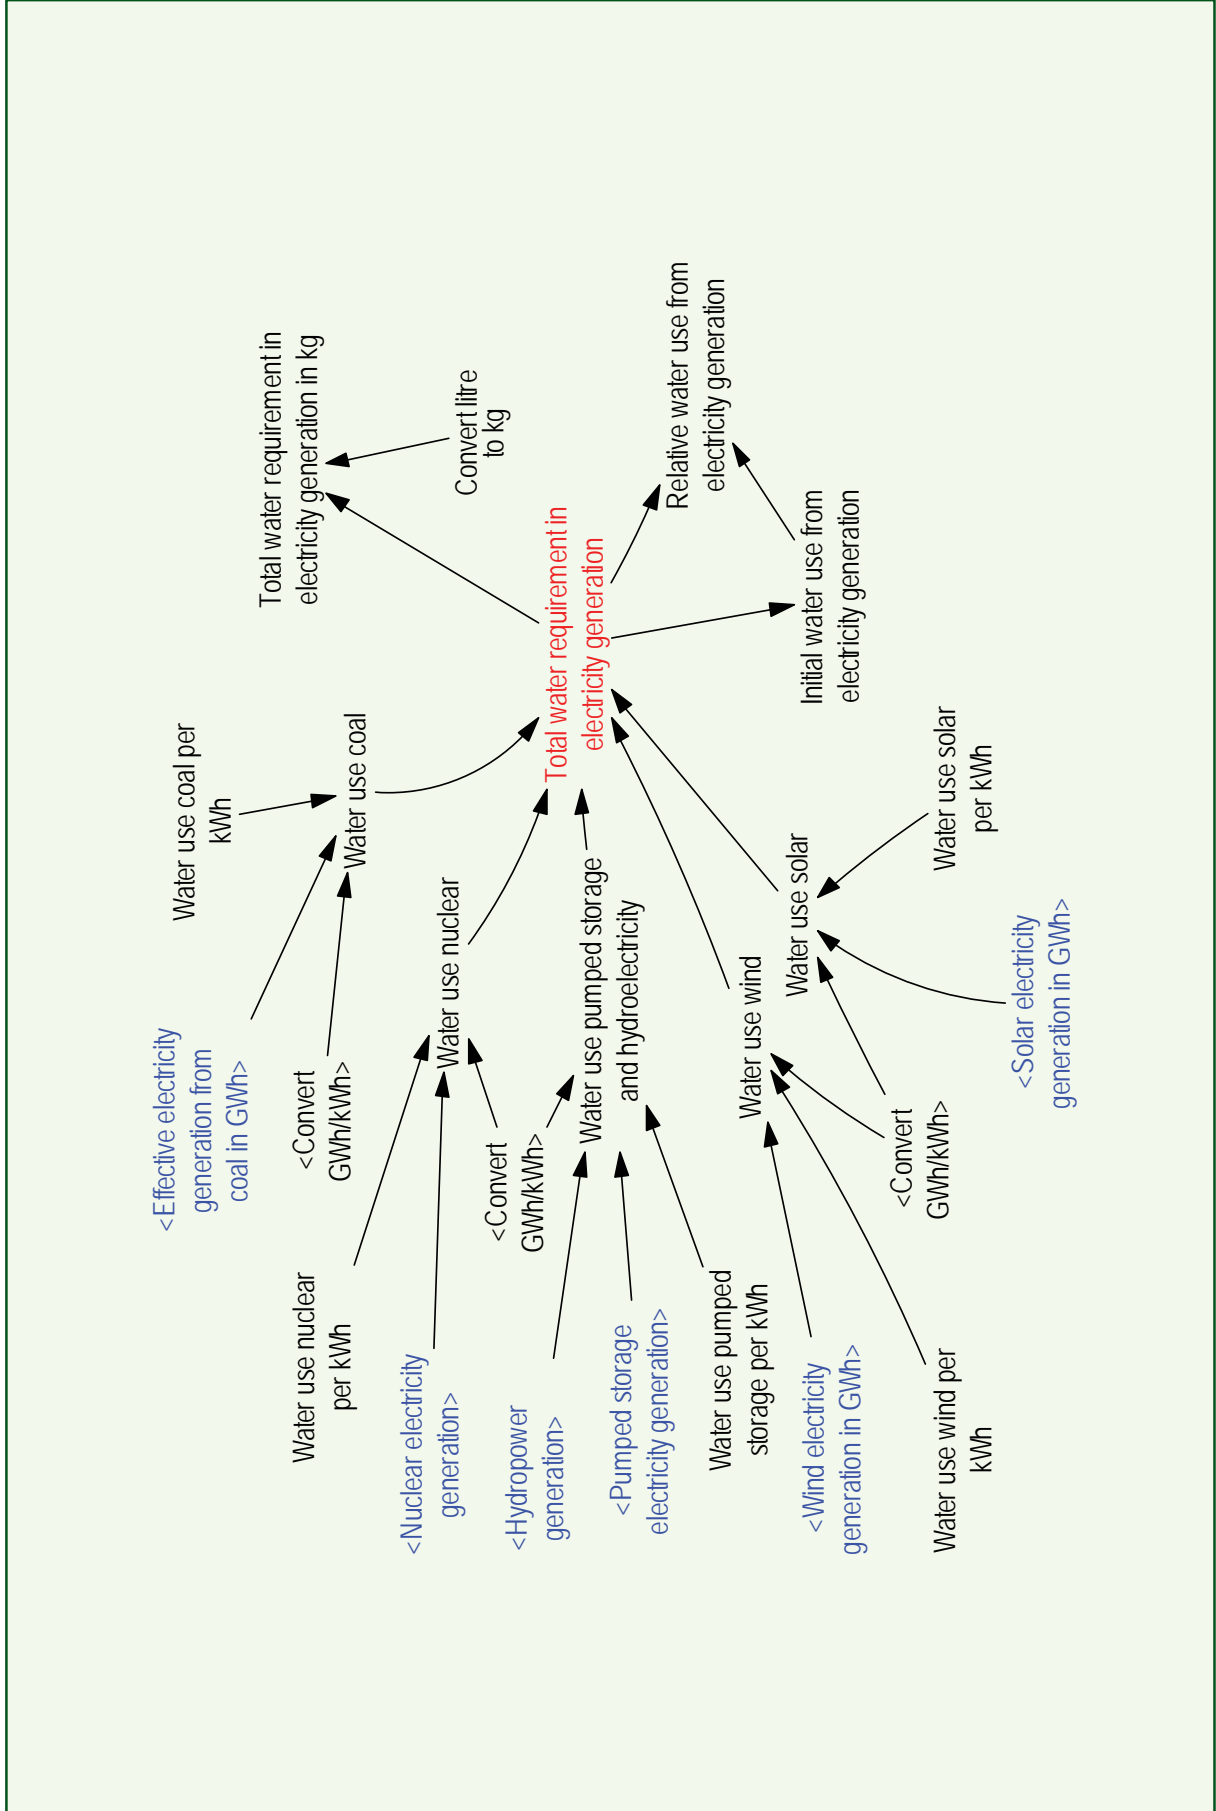 <Effective electricity
generation from
coal in GWh>
Water use coal per
kWh
<Convert
GWh/kWh>
Water use coal
Total water requirement in
electricity generation in kg
Convert litre
to kg
Water use nuclear
per kWh
<Nuclear electricity
generation>
Water use nuclear
<Convert
GWh/kWh>
Total water requirement in
electricity generation
Relative water use from
electricity generation
Initial water use from
electricity generation
<Hydropower
generation>
<Pumped storage
electricity generation>
Water use pumped storage
and hydroelectricity
Water use pumped
storage per kWh
<Wind electricity
generation in GWh>
Water use wind
Water use solar
Water use wind per
kWh
<Convert
GWh/kWh>
Water use solar
per kWh
<Solar electricity
generation in GWh>